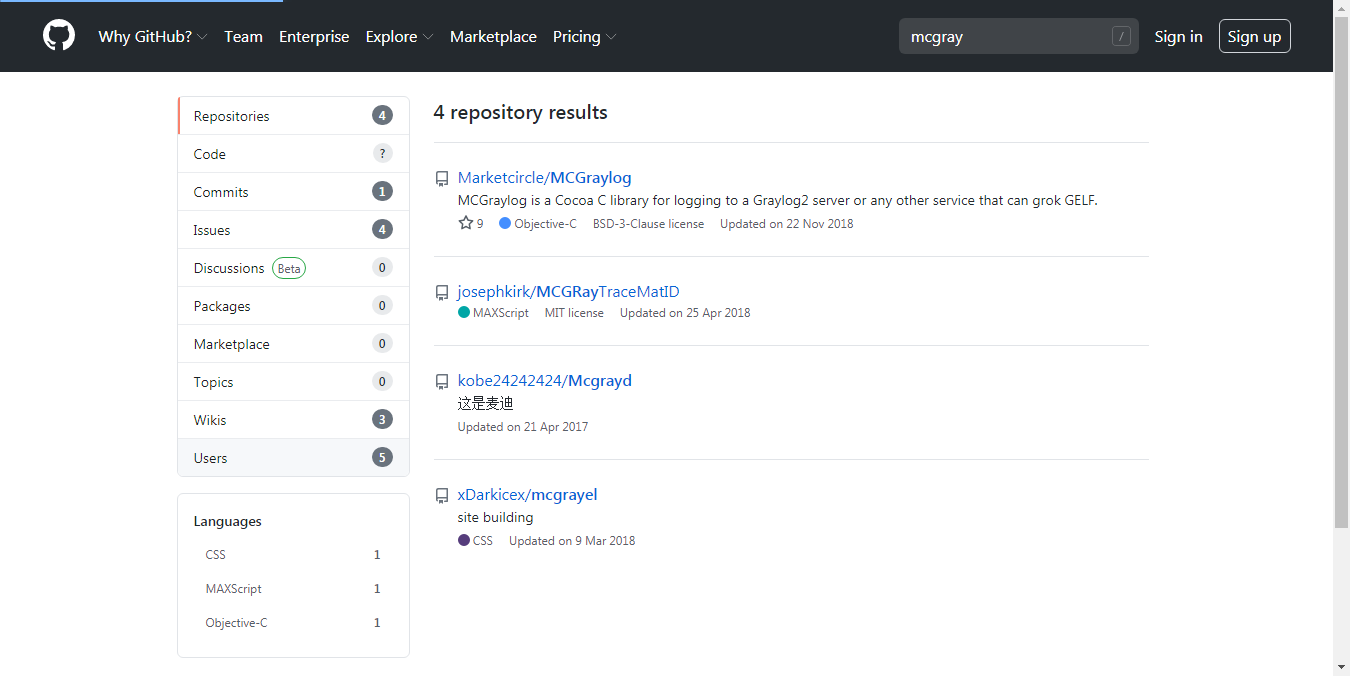 Why GitHub? Team Enterprise Explore Marketplace Pricing mcgray / Sign in Sign up
Repositories 4
Code ?
Commits 1
Issues 4
Discussions Beta 0
Packages 0
Marketplace 0
Topics 0
Wikis 3
Users 5
Languages
CSS 1
MAXScript 1
Objective-C 1
4 repository results
Marketcircle/MCGraylog
MCGraylog is a Cocoa C library for logging to a Graylog2 server or any other service that can grok GELF.
9 Objective-C BSD-3-Clause license Updated on 22 Nov 2018
josephkirk/MCGRayTraceMatID
MAXScript MIT license Updated on 25 Apr 2018
kobe24242424/Mcgrayd
这是麦迪
Updated on 21 Apr 2017
xDarkicex/mcgrayel
site building
CSS Updated on 9 Mar 2018